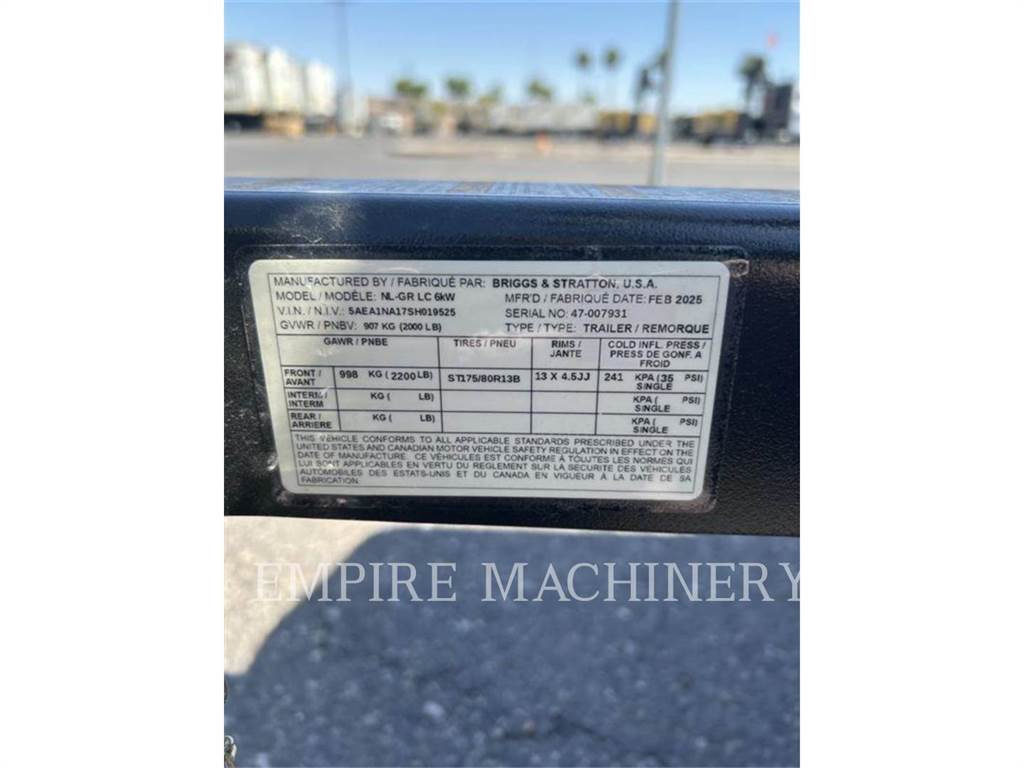 MANUFACTURED BY / FABRIQUÉ PAR: BRIGGS & STRATTON, U.S.A.
MODEL / MODÈLE: NL-GR LC 6kW MFR'D / FABRIQUÉ DATE: FEB 2025
V.I.N. / N.I.V.: 5AEA1NA17SH019525 SERIAL NO: 47-007931
GVWR / PNBV: 907 KG (2000 LB) TYPE / TYPE: TRAILER / REMORQUE
GAWR / PNBE TIRES / PNEU RIMS / JANTE COLD INFL. PRESS / PRESS DE GONF. A FROID
FRONT / AVANT 998 KG ( 2200 LB) ST175/80R13B 13 X 4.5JJ 241 KPA (35 PSI) SINGLE
INTERM / INTERM KG ( LB) KPA ( PSI) SINGLE
REAR / ARRIERE KG ( LB) KPA ( PSI) SINGLE
THIS VEHICLE CONFORMS TO ALL APPLICABLE STANDARDS PRESCRIBED UNDER THE
UNITED STATES AND CANADIAN MOTOR VEHICLE SAFETY REGULATION IN EFFECT ON THE
DATE OF MANUFACTURE. CE VÉHICULES EST CONFORME À TOLUTES LES NORMES QUI
LUI SONT APPLICABLES EN VERTU DU REGLEMENT SUR LA SECURITE DES VÉHICULES
AUTOMOBILES DES ESTATS-UNIS ET DU CANADA EN VIGUEUR À LA DATE DE SA
FABRICATION.
EMPIRE MACHINERY